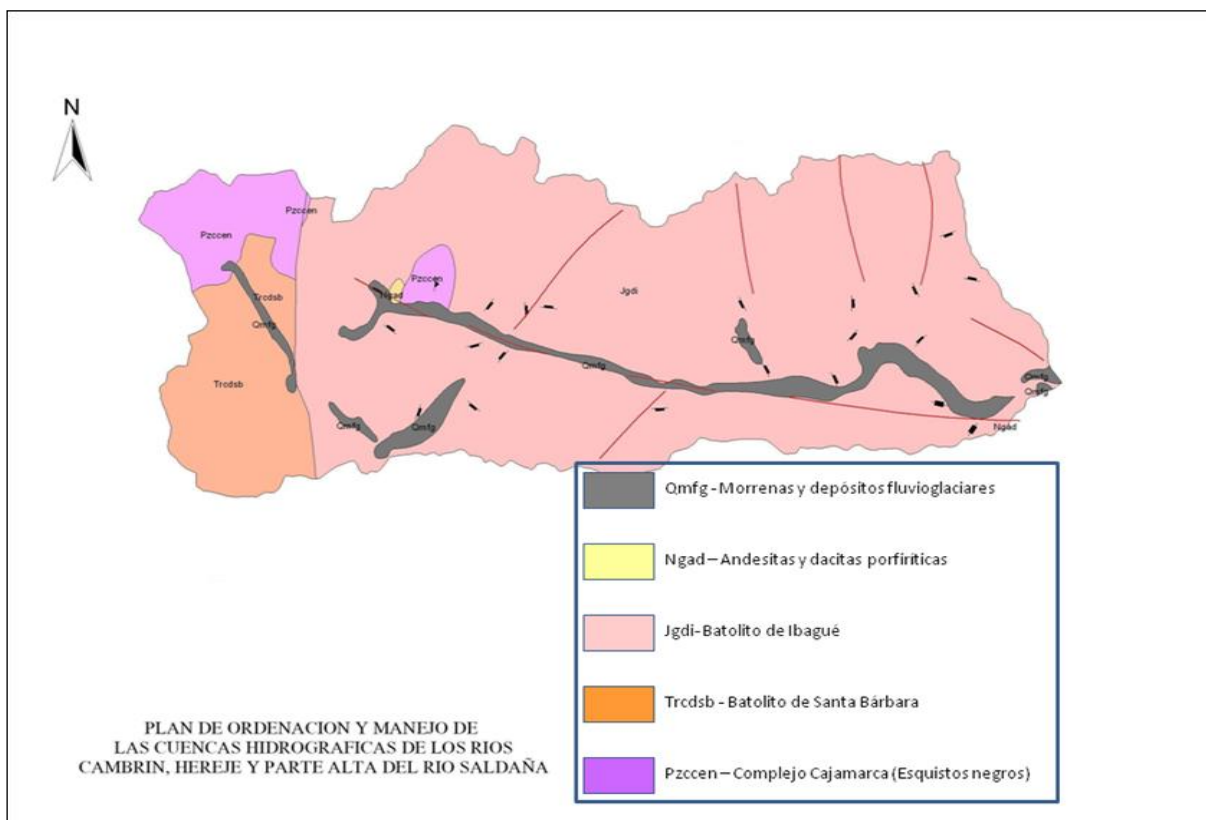 N
Pzccen
Pzccen
Pzccen
Ngad
Jgdi
Trcdsb
Qmfg
Trcdsb
Qmfg
Qmfg
Qmfg
Qmfg
Qmfg
Qmfg
Ngad
Qmfg - Morrenas y depósitos fluvioglaciares
Ngad – Andesitas y dacitas porfiríticas
Jgdi-Batolito de Ibagué
Trcdsb - Batolito de Santa Bárbara
Pzccen – Complejo Cajamarca (Esquistos negros)
PLAN DE ORDENACION Y MANEJO DE
LAS CUENCAS HIDROGRAFICAS DE LOS RIOS
CAMBRIN, HEREJE Y PARTE ALTA DEL RIO SALDAÑA